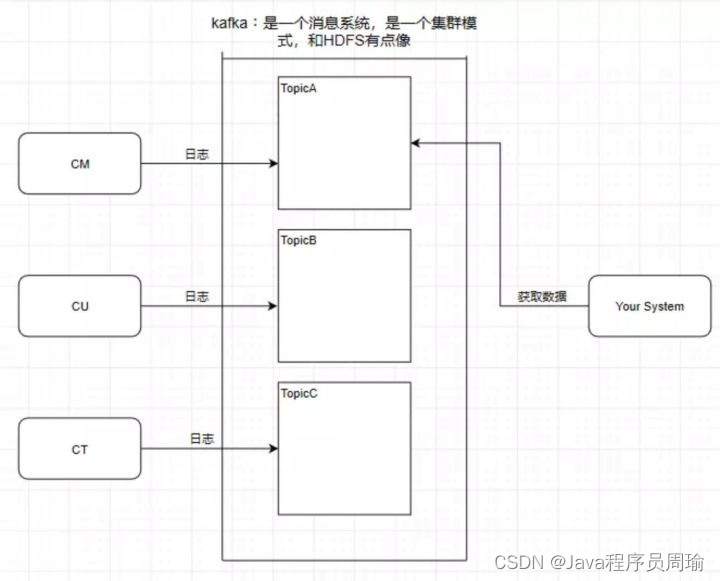 kafka：是一个消息系统，是一个集群模
式，和HDFS有点像
TopicA
CM
日志
TopicB
CU
日志
获取数据
Your System
TopicC
CT
日志
CSDN @Java程序员周瑜